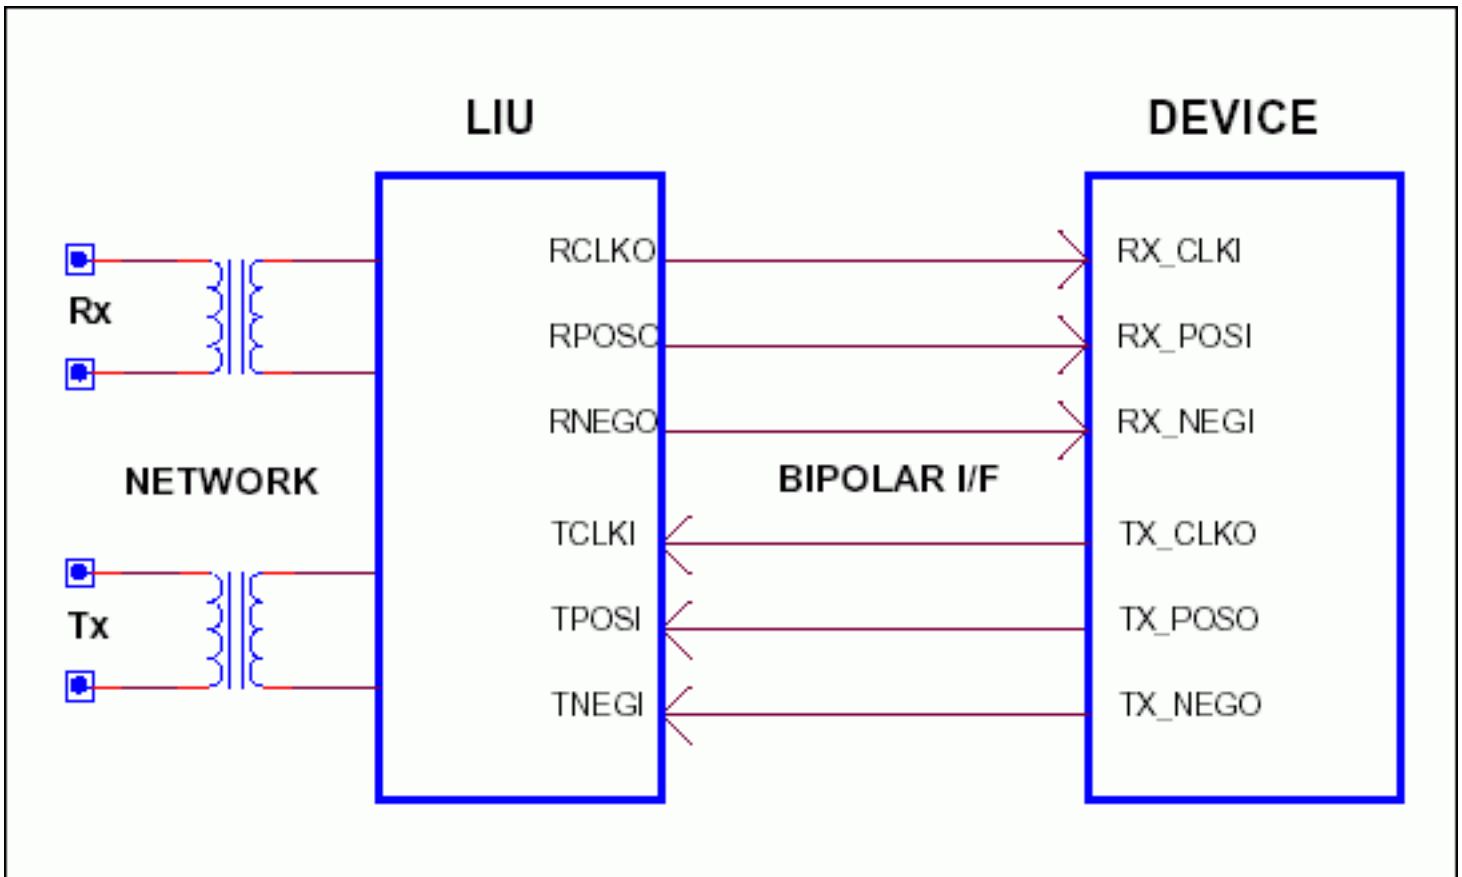 LIU
DEVICE
RCLKO
RX_CLKI
Rx
RPOSO
RX_POSI
RNEGO
RX_NEGI
NETWORK
BIPOLAR I/F
TCLKI
TX_CLKO
Tx
TPOSI
TX_POSO
TNEGI
TX_NEGO